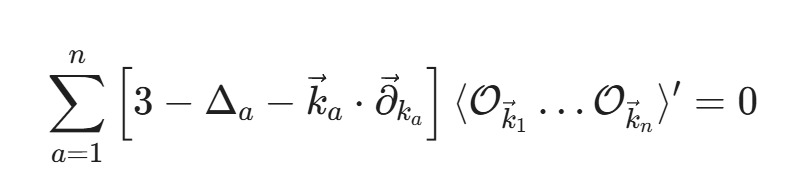 \sum_{a=1}^{n} \left[ 3 - \Delta_a - \vec{k}_a \cdot \vec{\partial}_{k_a} \right] \langle \mathcal{O}_{\vec{k}_1} \dots \mathcal{O}_{\vec{k}_n} \rangle' = 0